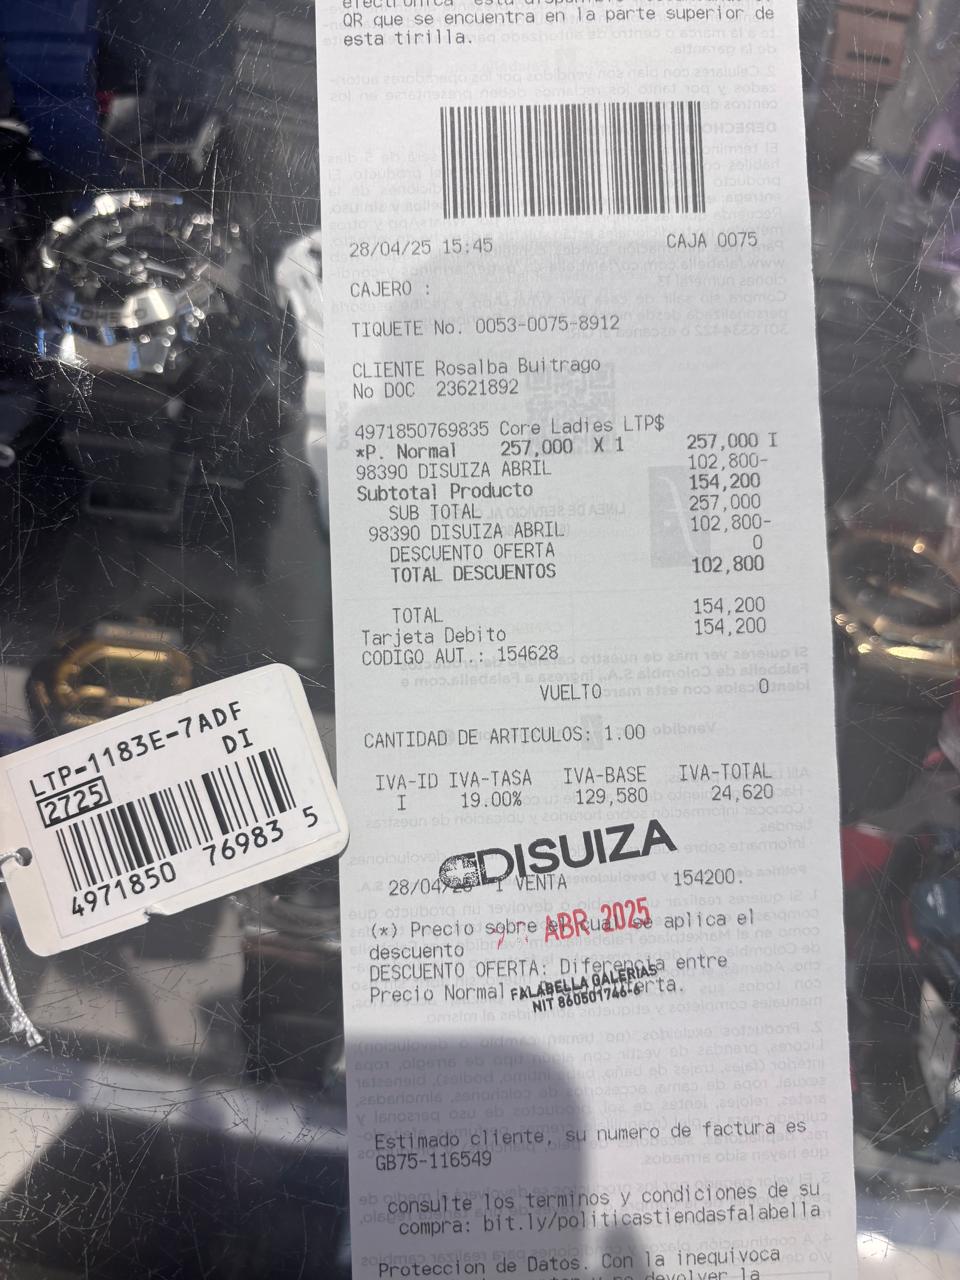 QR que se encuentra en la parte superior de
esta tirilla.
28/04/25 15:45 CAJA 0075
CAJERO :
TIQUETE No. 0053-0075-8912
CLIENTE Rosalba Buitrago
No DOC 23621892
4971850769835 Core Ladies LTP$
*P. Normal 257,000 X 1 257,000 I
98390 DISUIZA ABRIL 102,800-
Subtotal Producto 154,200
SUB TOTAL 257,000
98390 DISUIZA ABRIL 102,800-
DESCUENTO OFERTA 0
TOTAL DESCUENTOS 102,800
TOTAL 154,200
Tarjeta Debito 154,200
CODIGO AUT.: 154628
VUELTO 0
CANTIDAD DE ARTICULOS: 1.00
IVA-ID IVA-TASA IVA-BASE IVA-TOTAL
I 19.00% 129,580 24,620
DISUIZA
28/04/ VENTA 154200.
(*) Precio sobre el cual se aplica el
ABR 2025
descuento
DESCUENTO OFERTA: Diferencia entre
Precio Normal
FALABELLA GALERIAS
NIT 860501746-6
Estimado cliente, su numero de factura es
GB75-116549
consulte los terminos y condiciones de su
compra: bit.ly/politicastiendasfalabella
Proteccion de Datos. Con la inequivoca
devolver la
LTP-1183E-7ADF
DI
2725
4971850 76983 5